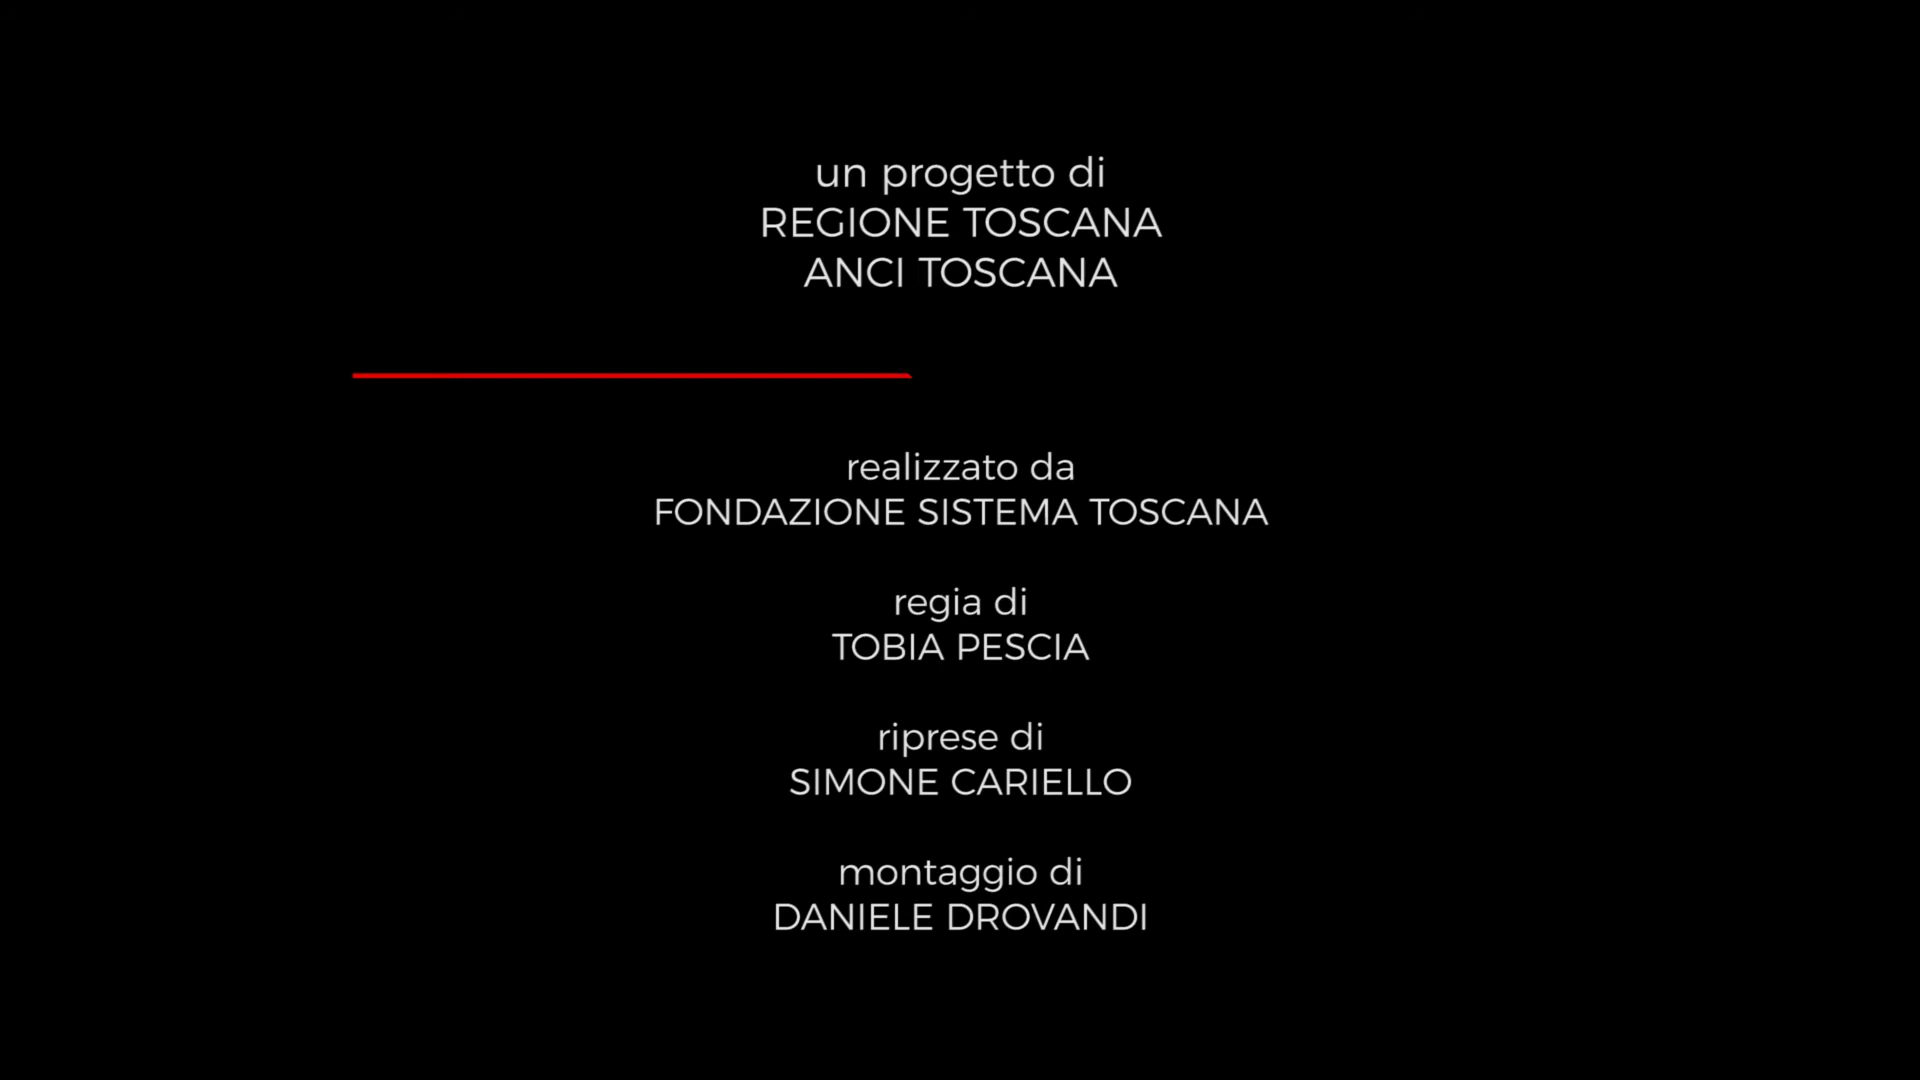 un progetto di
REGIONE TOSCANA
ANCI TOSCANA
realizzato da
FONDAZIONE SISTEMA TOSCANA
regia di
TOBIA PESCIA
riprese di
SIMONE CARIELLO
montaggio di
DANIELE DROVANDI